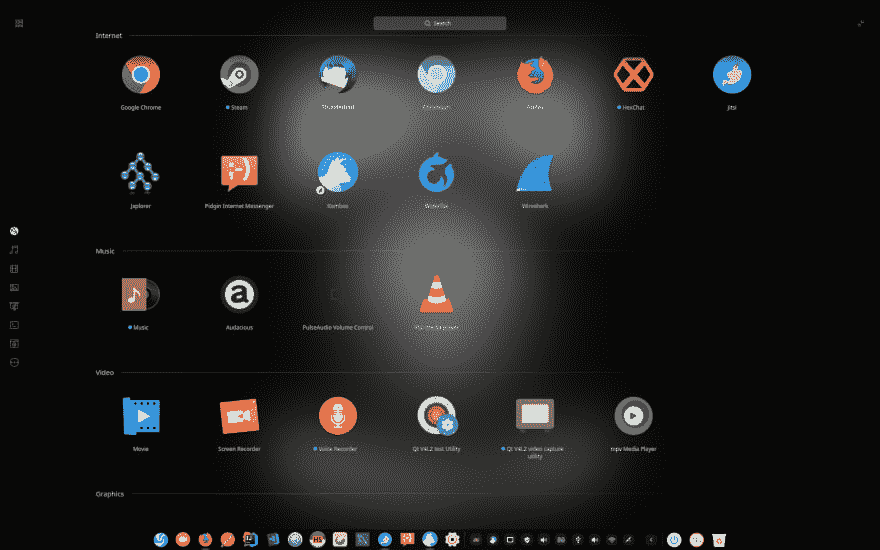 Search
Internet
Google Chrome
Steam
Thunderbird
Chromium
Firefox
HexChat
Jitsi
Jxplorer
Pidgin Internet Messenger
Rambox
Waterfox
Wireshark
Music
Music
Audacious
PulseAudio Volume Control
VLC media player
Video
Movie
Screen Recorder
Voice Recorder
Qt V4L2 test Utility
Qt V4L2 video capture
utility
mpv Media Player
Graphics